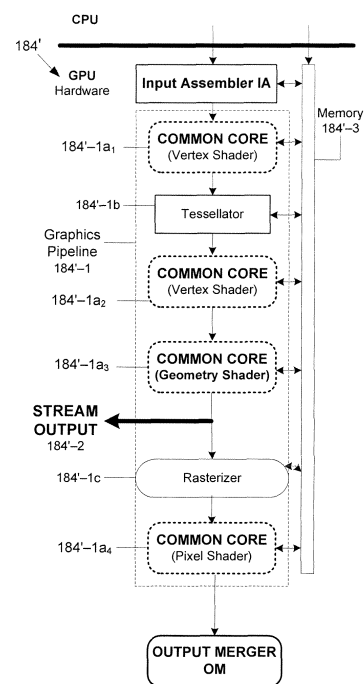 CPU
184'
GPU
Hardware
Input Assembler IA
Memory
184'–3
COMMON CORE
(Vertex Shader)
184'–1a₁
184'–1b
Tessellator
Graphics
Pipeline
184'–1
COMMON CORE
(Vertex Shader)
184'–1a₂
COMMON CORE
(Geometry Shader)
184'–1a₃
STREAM
OUTPUT
184'–2
184'–1c
Rasterizer
COMMON CORE
(Pixel Shader)
184'–1a₄
OUTPUT MERGER
OM